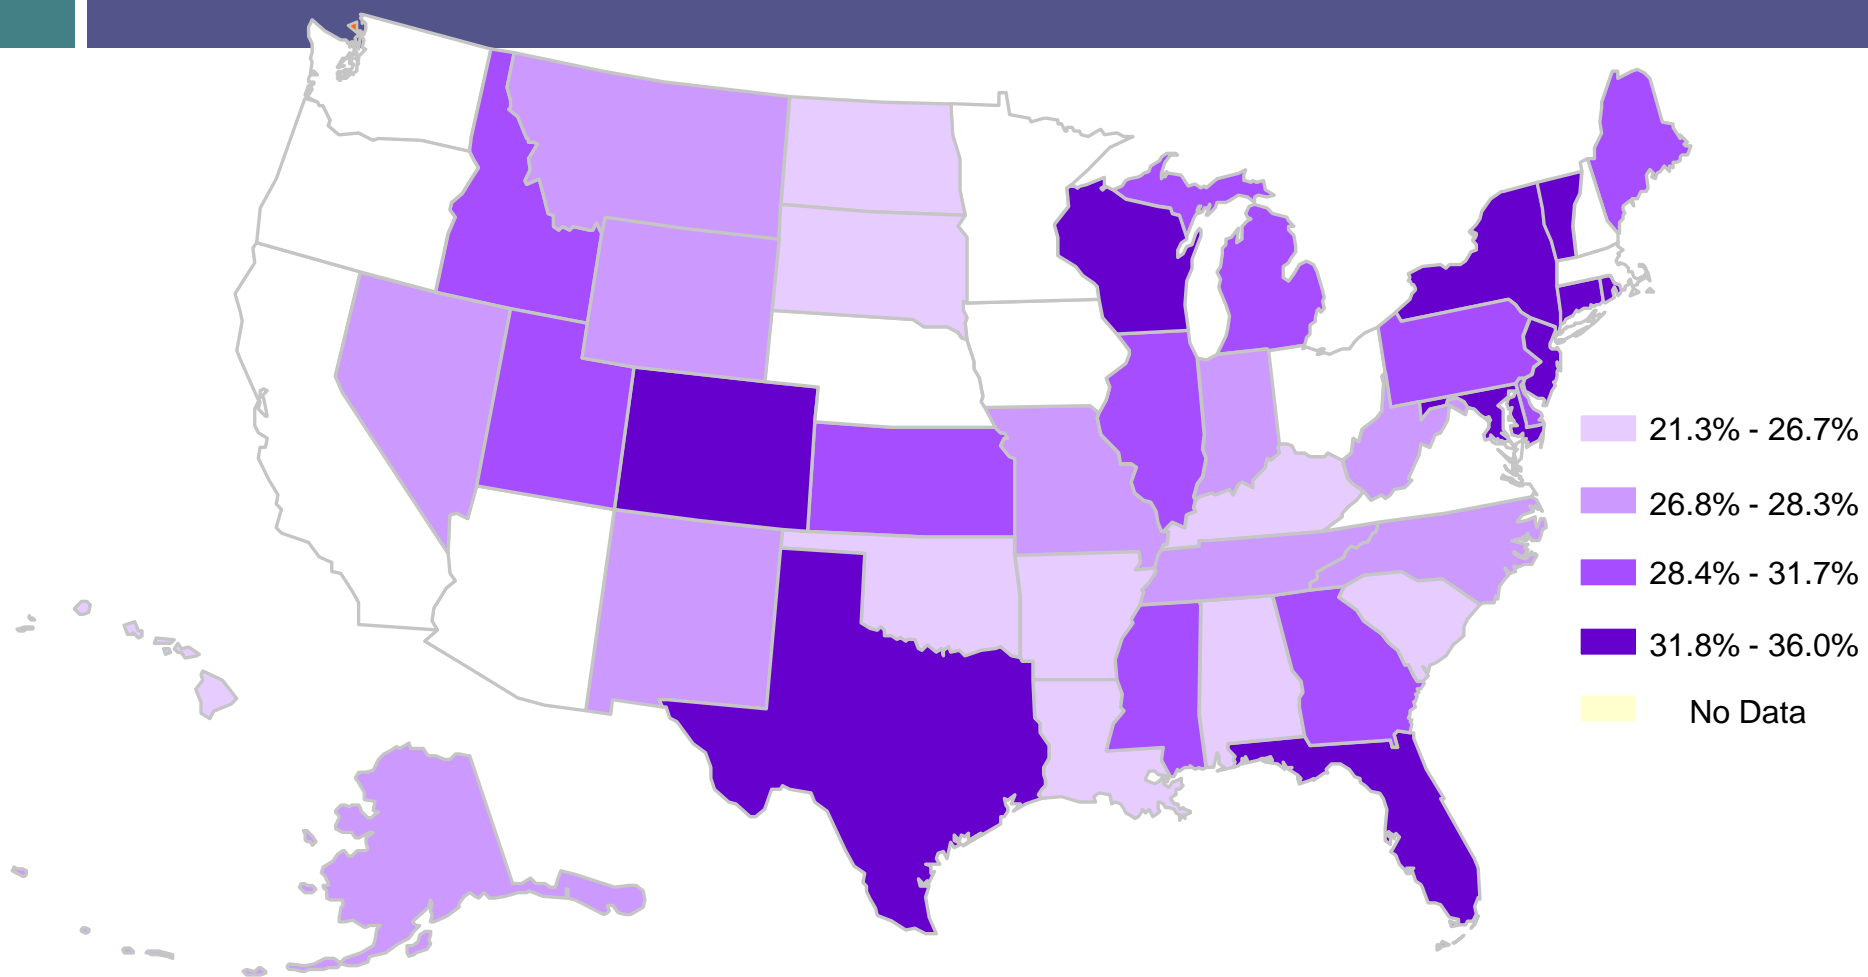 21.3% - 26.7%
26.8% - 28.3%
28.4% - 31.7%
31.8% - 36.0%
No Data